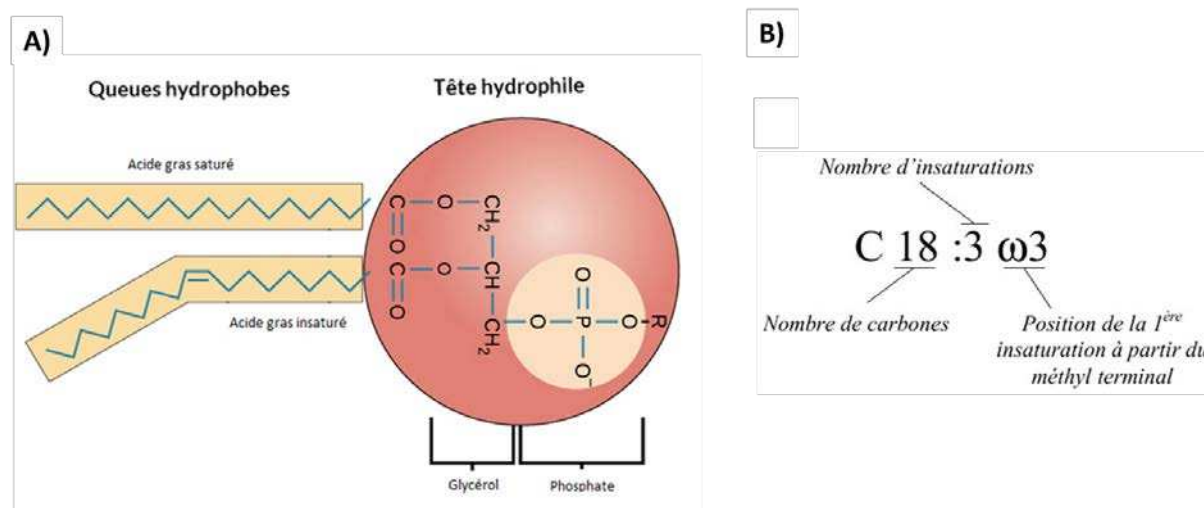 A)
Queues hydrophobes
Tête hydrophile
Acide gras saturé
Acide gras insaturé
C
O
CH2
O
C
O
CH
O
CH2
O
O
P
O
R
O-
Glycérol
Phosphate
B)
Nombre d'insaturations
C 18 :3 ω3
Nombre de carbones
Position de la 1ère
insaturation à partir du
méthyl terminal